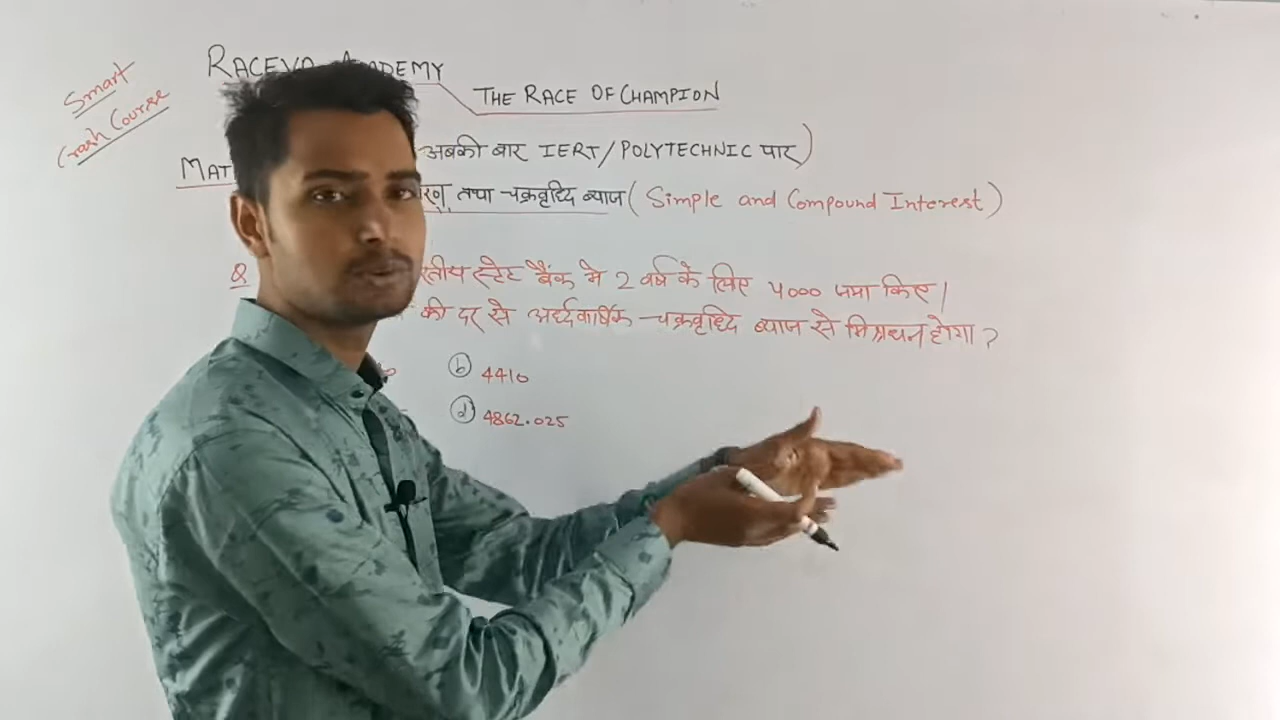 Smart
Crash Course
RACEVA ACADEMY
THE RACE OF CHAMPION
अबकी बार IERT/POLYTECHNIC पार)
MAT
तथा चक्रवृध्दि ब्याज (Simple and Compound Interest)
Q स्टेट बैंक मे 2 वर्ष के लिए 4000 जमा किए।
की दर से अर्ध्दवार्षिक चक्रवृध्दि ब्याज से मिश्रधन होगा?
(b) 4410
(d) 4862.025